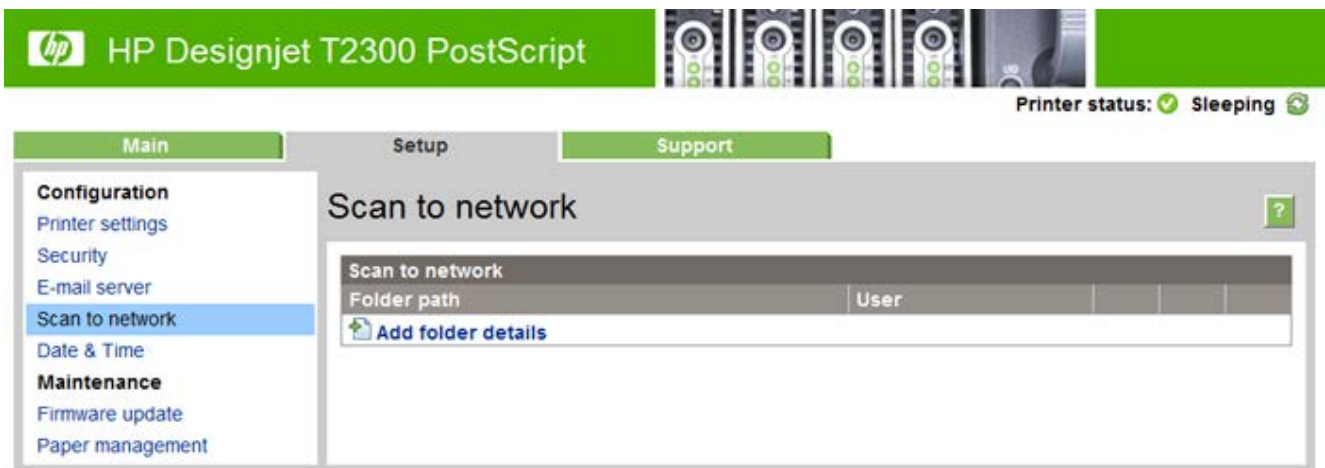 hp HP Designjet T2300 PostScript
Printer status: Sleeping
Main Setup Support
Configuration
Printer settings
Security
E-mail server
Scan to network
Date & Time
Maintenance
Firmware update
Paper management
Scan to network
?
Scan to network
Folder path User
Add folder details